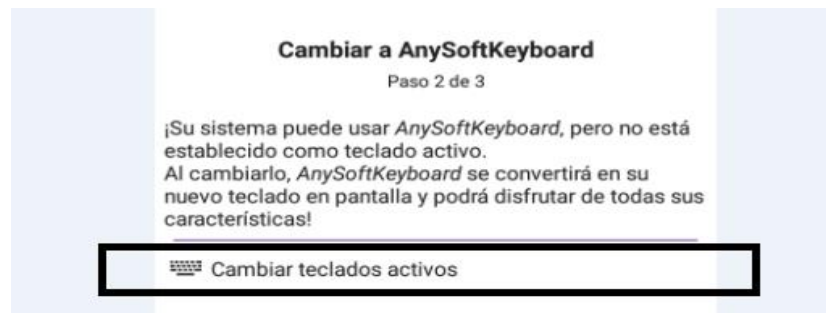 Cambiar a AnySoftKeyboard
Paso 2 de 3
¡Su sistema puede usar AnySoftKeyboard, pero no está
establecido como teclado activo.
Al cambiarlo, AnySoftKeyboard se convertirá en su
nuevo teclado en pantalla y podrá disfrutar de todas sus
características!
Cambiar teclados activos